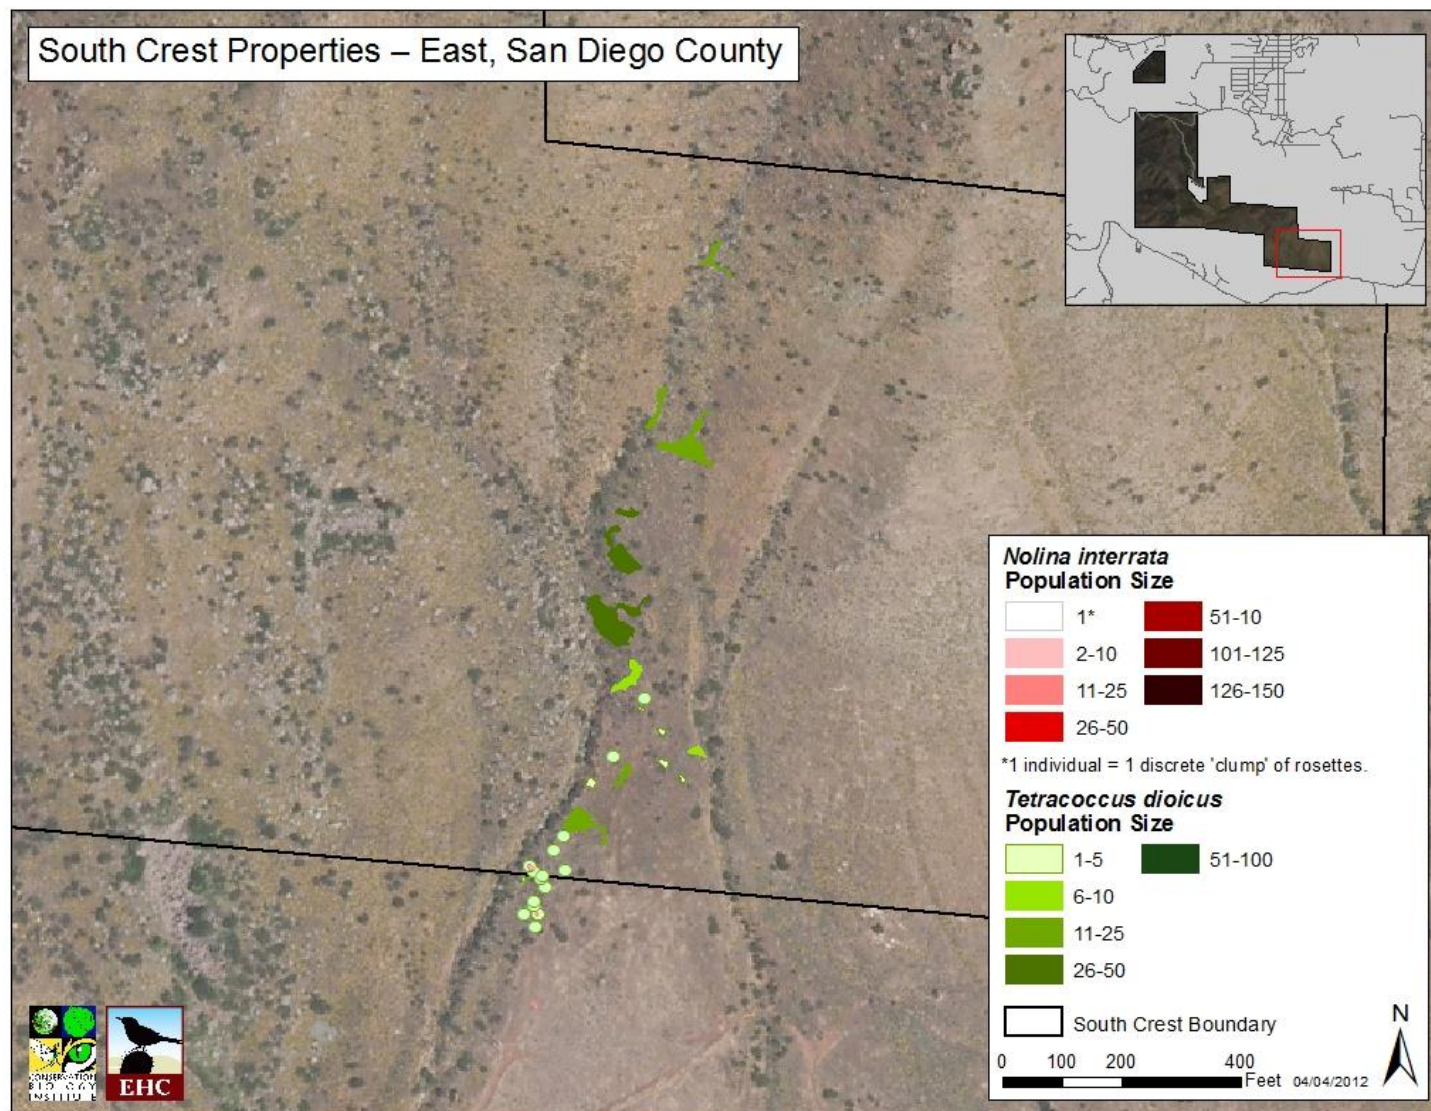 South Crest Properties – East, San Diego County
Nolina interrata
Population Size
1*
51-10
2-10
101-125
11-25
126-150
26-50
*1 individual = 1 discrete 'clump' of rosettes.
Tetracoccus dioicus
Population Size
1-5
51-100
6-10
11-25
26-50
South Crest Boundary
N
0 100 200 400
Feet 04/04/2012
CONSERVATION
BIOLOGY
INSTITUTE
EHC